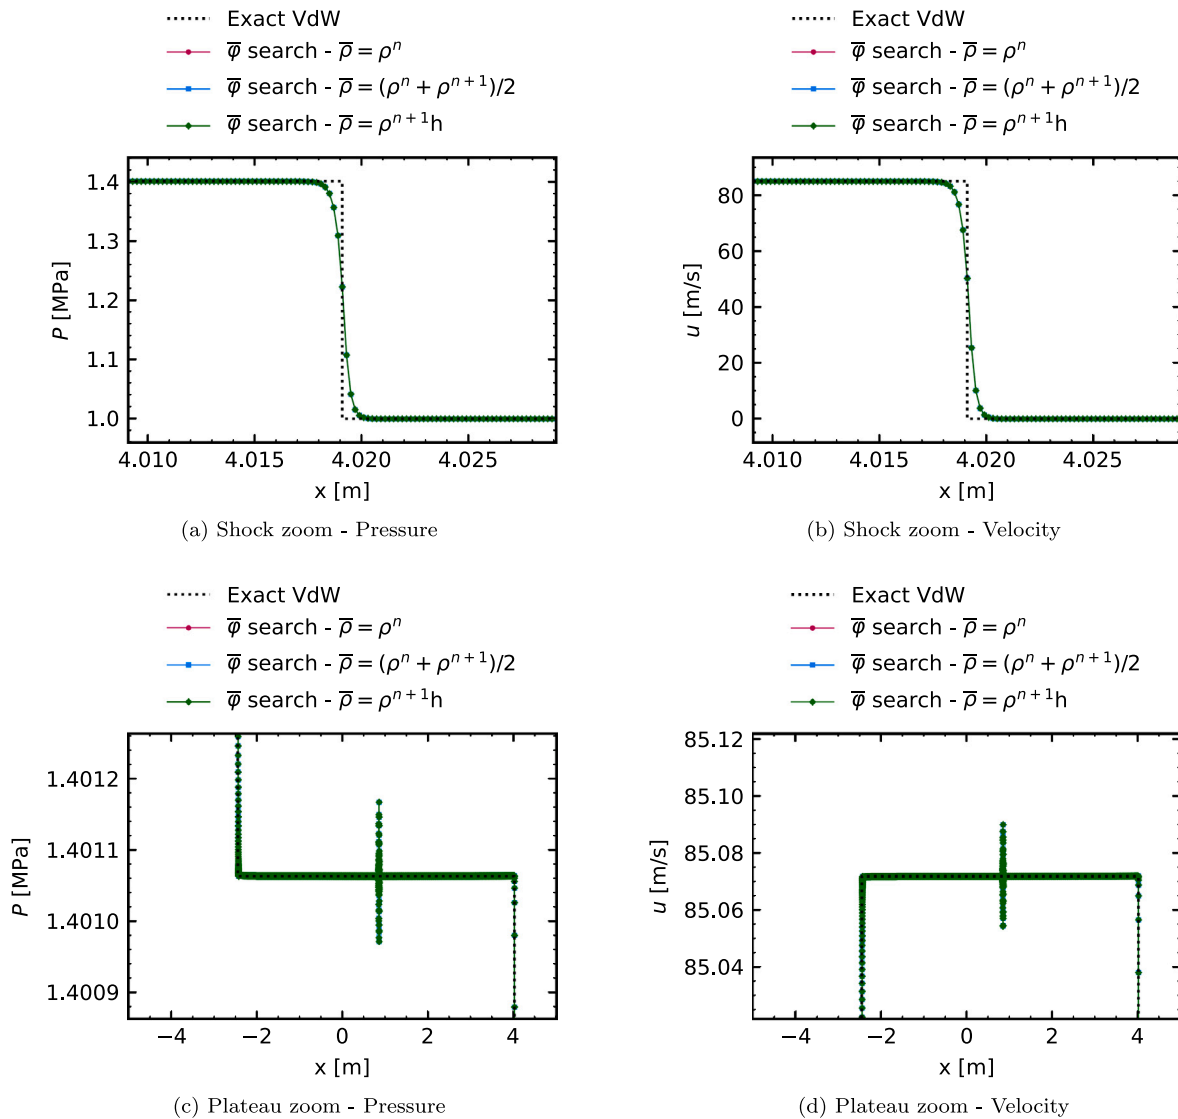 Exact VdW
φ̅ search - ρ̅ = ρⁿ
φ̅ search - ρ̅ = (ρⁿ + ρⁿ⁺¹)/2
φ̅ search - ρ̅ = ρⁿ⁺¹h
1.4
1.3
1.2
1.1
1.0
P [MPa]
4.010 4.015 4.020 4.025
x [m]
(a) Shock zoom - Pressure
Exact VdW
φ̅ search - ρ̅ = ρⁿ
φ̅ search - ρ̅ = (ρⁿ + ρⁿ⁺¹)/2
φ̅ search - ρ̅ = ρⁿ⁺¹h
80
60
40
20
0
u [m/s]
4.010 4.015 4.020 4.025
x [m]
(b) Shock zoom - Velocity
Exact VdW
φ̅ search - ρ̅ = ρⁿ
φ̅ search - ρ̅ = (ρⁿ + ρⁿ⁺¹)/2
φ̅ search - ρ̅ = ρⁿ⁺¹h
1.4012
1.4011
1.4010
1.4009
P [MPa]
−4 −2 0 2 4
x [m]
(c) Plateau zoom - Pressure
Exact VdW
φ̅ search - ρ̅ = ρⁿ
φ̅ search - ρ̅ = (ρⁿ + ρⁿ⁺¹)/2
φ̅ search - ρ̅ = ρⁿ⁺¹h
85.12
85.10
85.08
85.06
85.04
u [m/s]
−4 −2 0 2 4
x [m]
(d) Plateau zoom - Velocity